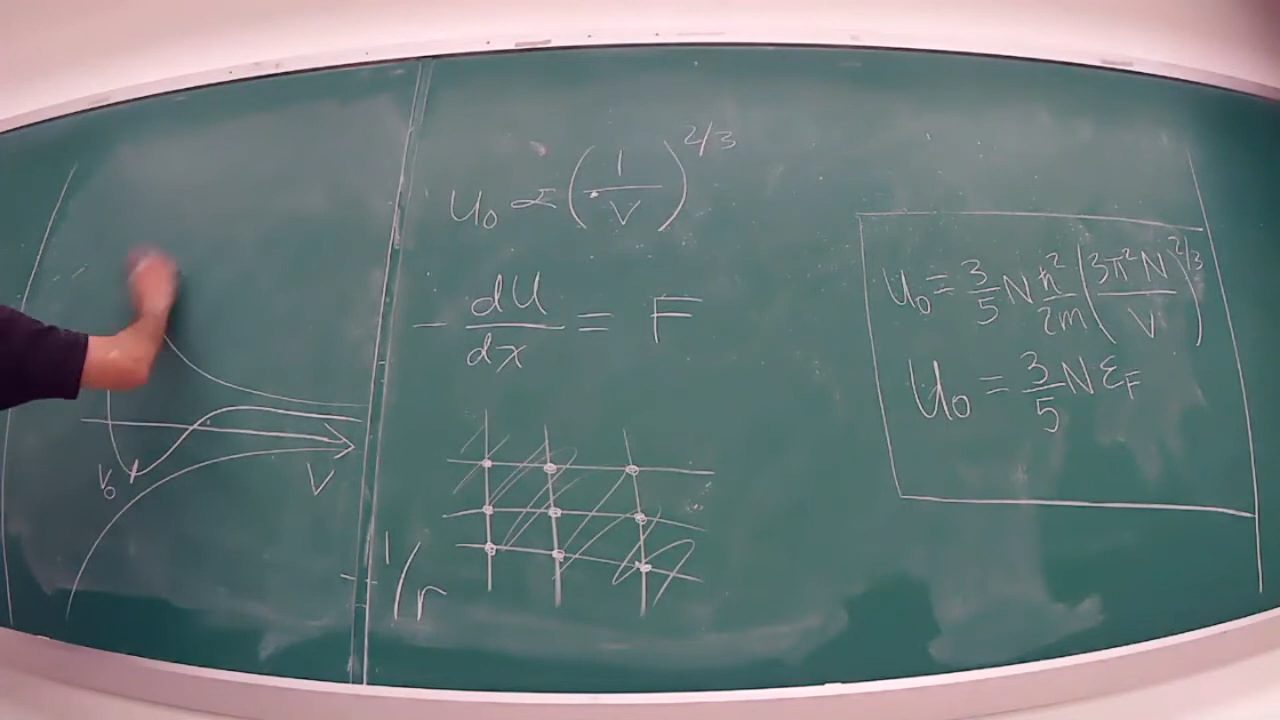 r₀
V
1/r
u₀ ∝ (1/V)^2/3
- dU/dx = F
U₀ = 3/5 N ħ²/2m (3π²N/V)^2/3
U₀ = 3/5 N ε_F